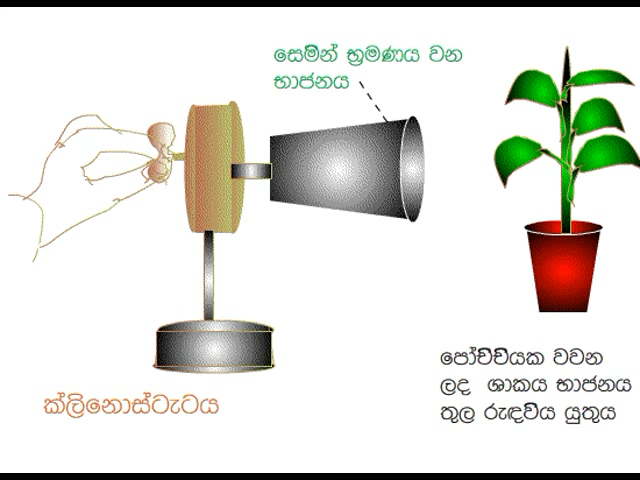 සෙමින් භ්‍රමණය වන
භාජනය
ක්ලිනොස්ටැටය
පෝච්චියක වවන
ලද ශාකය භාජනය
තුල රුඳවිය යුතුය